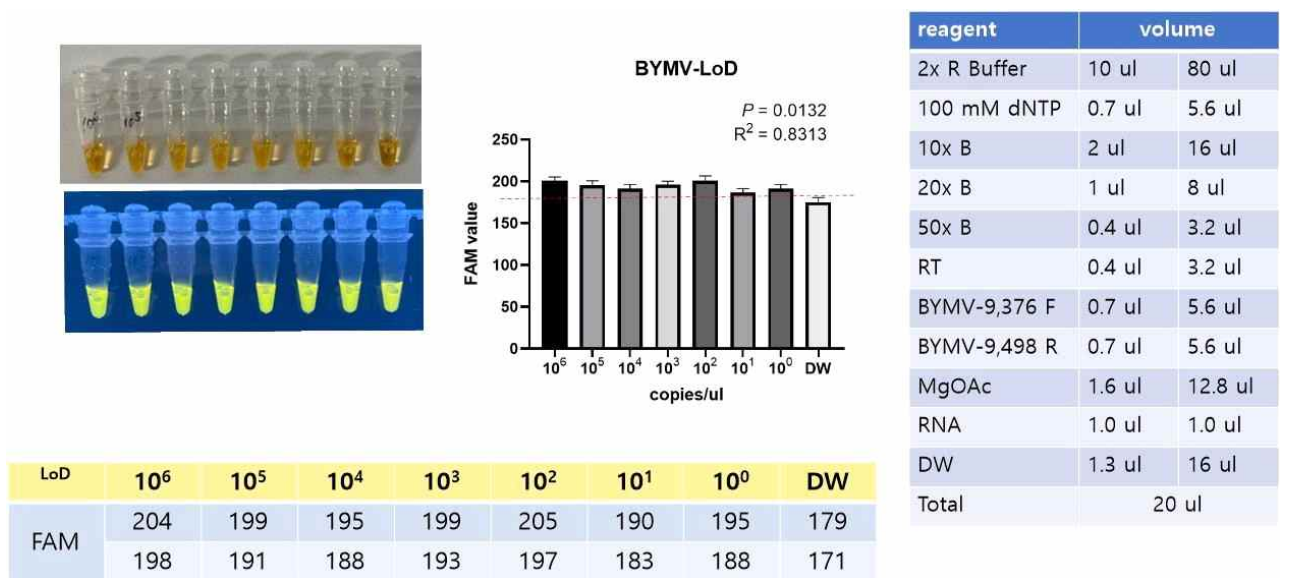 10⁶ 10⁵
BYMV-LoD
P = 0.0132
R² = 0.8313
FAM value
250
200
150
100
50
0
10⁶ 10⁵ 10⁴ 10³ 10² 10¹ 10⁰ DW
copies/ul
LoD 10⁶ 10⁵ 10⁴ 10³ 10² 10¹ 10⁰ DW
FAM
204 199 195 199 205 190 195 179
198 191 188 193 197 183 188 171
reagent volume
2x R Buffer 10 ul 80 ul
100 mM dNTP 0.7 ul 5.6 ul
10x B 2 ul 16 ul
20x B 1 ul 8 ul
50x B 0.4 ul 3.2 ul
RT 0.4 ul 3.2 ul
BYMV-9,376 F 0.7 ul 5.6 ul
BYMV-9,498 R 0.7 ul 5.6 ul
MgOAc 1.6 ul 12.8 ul
RNA 1.0 ul 1.0 ul
DW 1.3 ul 16 ul
Total 20 ul